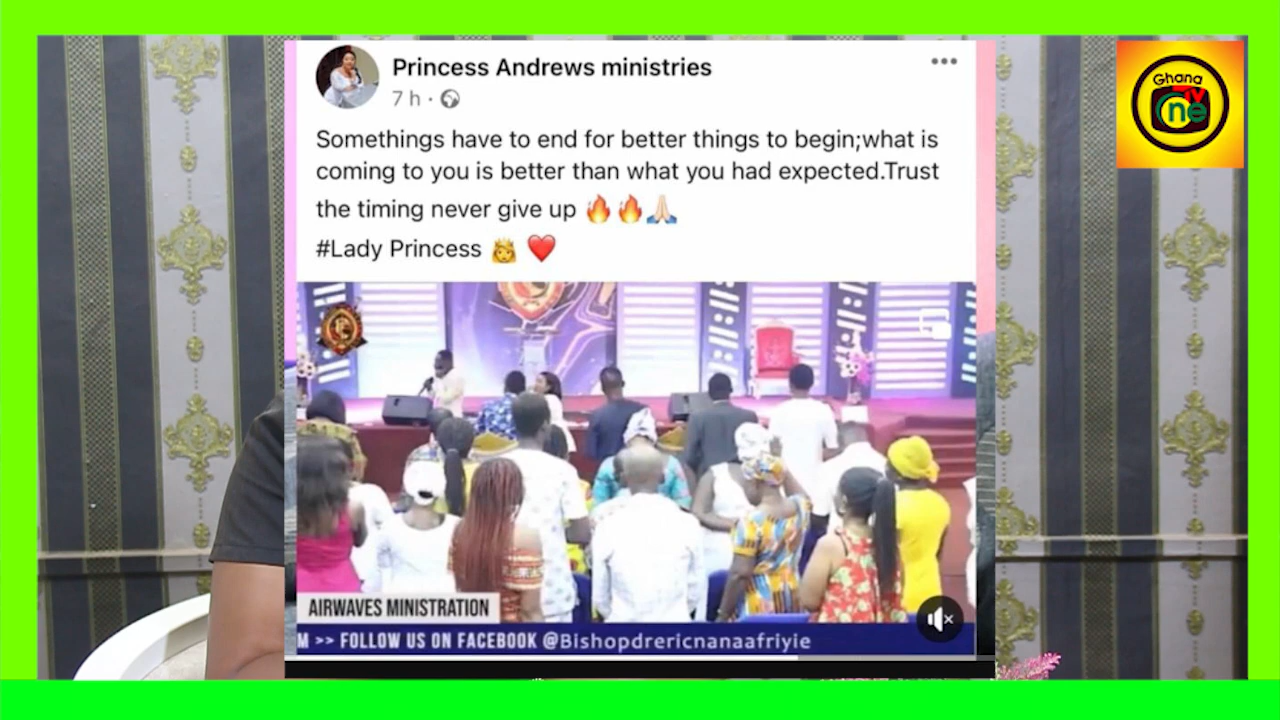 Princess Andrews ministries
7 h
Somethings have to end for better things to begin;what is
coming to you is better than what you had expected.Trust
the timing never give up 🔥🔥🙏
#Lady Princess 👸 ❤️
Ghana
TV
One
AIRWAVES MINISTRATION
M >> FOLLOW US ON FACEBOOK @Bishopdrericnanaafriyie